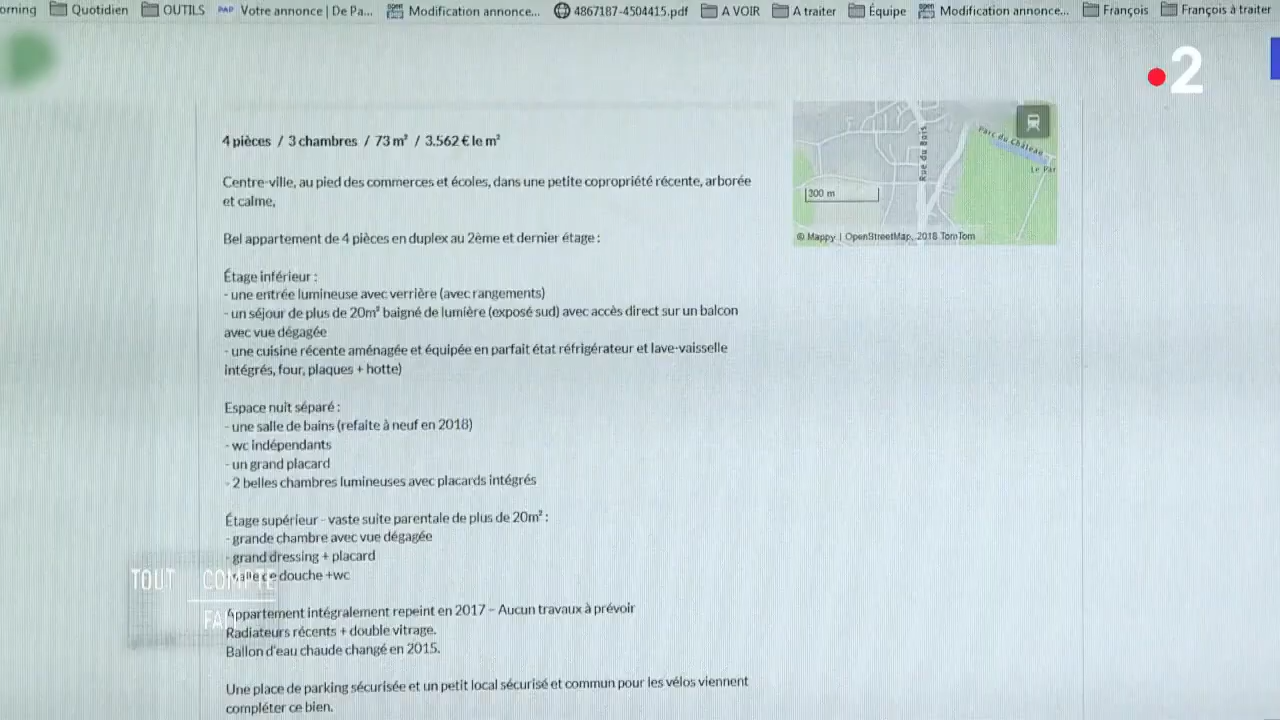 orning Quotidien OUTILS PAP Votre annonce | De Pa... Modification annonce... 4867187-4504415.pdf A VOIR A traiter Équipe Modification annonce... François François à traiter
2
4 pièces / 3 chambres / 73 m² / 3.562 € le m²
Parc du Château
Rue du Bois
Le Par
300 m
© Mappy | OpenStreetMap, 2018 TomTom
Centre-ville, au pied des commerces et écoles, dans une petite copropriété récente, arborée
et calme,
Bel appartement de 4 pièces en duplex au 2ème et dernier étage :
Étage inférieur :
- une entrée lumineuse avec verrière (avec rangements)
- un séjour de plus de 20m² baigné de lumière (exposé sud) avec accès direct sur un balcon
avec vue dégagée
- une cuisine récente aménagée et équipée en parfait état réfrigérateur et lave-vaisselle
intégrés, four, plaques + hotte)
Espace nuit séparé :
- une salle de bains (refaite à neuf en 2018)
- wc indépendants
- un grand placard
- 2 belles chambres lumineuses avec placards intégrés
Étage supérieur - vaste suite parentale de plus de 20m² :
- grande chambre avec vue dégagée
- grand dressing + placard
- salle de douche +wc
TOUT COMPTE
FAIT
Appartement intégralement repeint en 2017 – Aucun travaux à prévoir
Radiateurs récents + double vitrage.
Ballon d'eau chaude changé en 2015.
Une place de parking sécurisée et un petit local sécurisé et commun pour les vélos viennent
compléter ce bien.